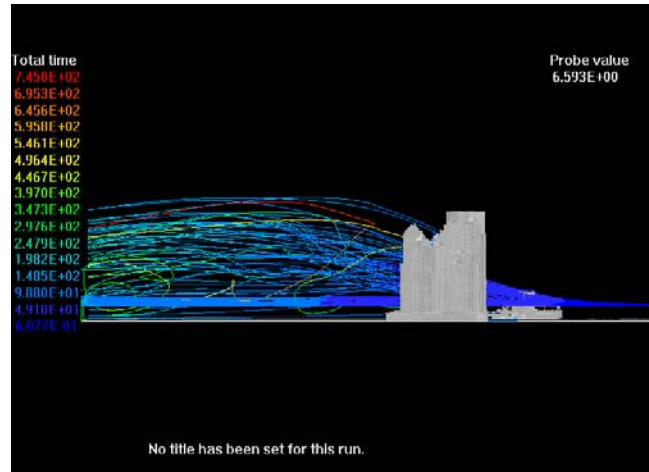 Total time
7.450E+02
6.953E+02
6.456E+02
5.958E+02
5.461E+02
4.964E+02
4.467E+02
3.970E+02
3.473E+02
2.976E+02
2.479E+02
1.982E+02
1.485E+02
9.880E+01
4.910E+01
6.077E-01
Probe value
6.593E+00
No title has been set for this run.